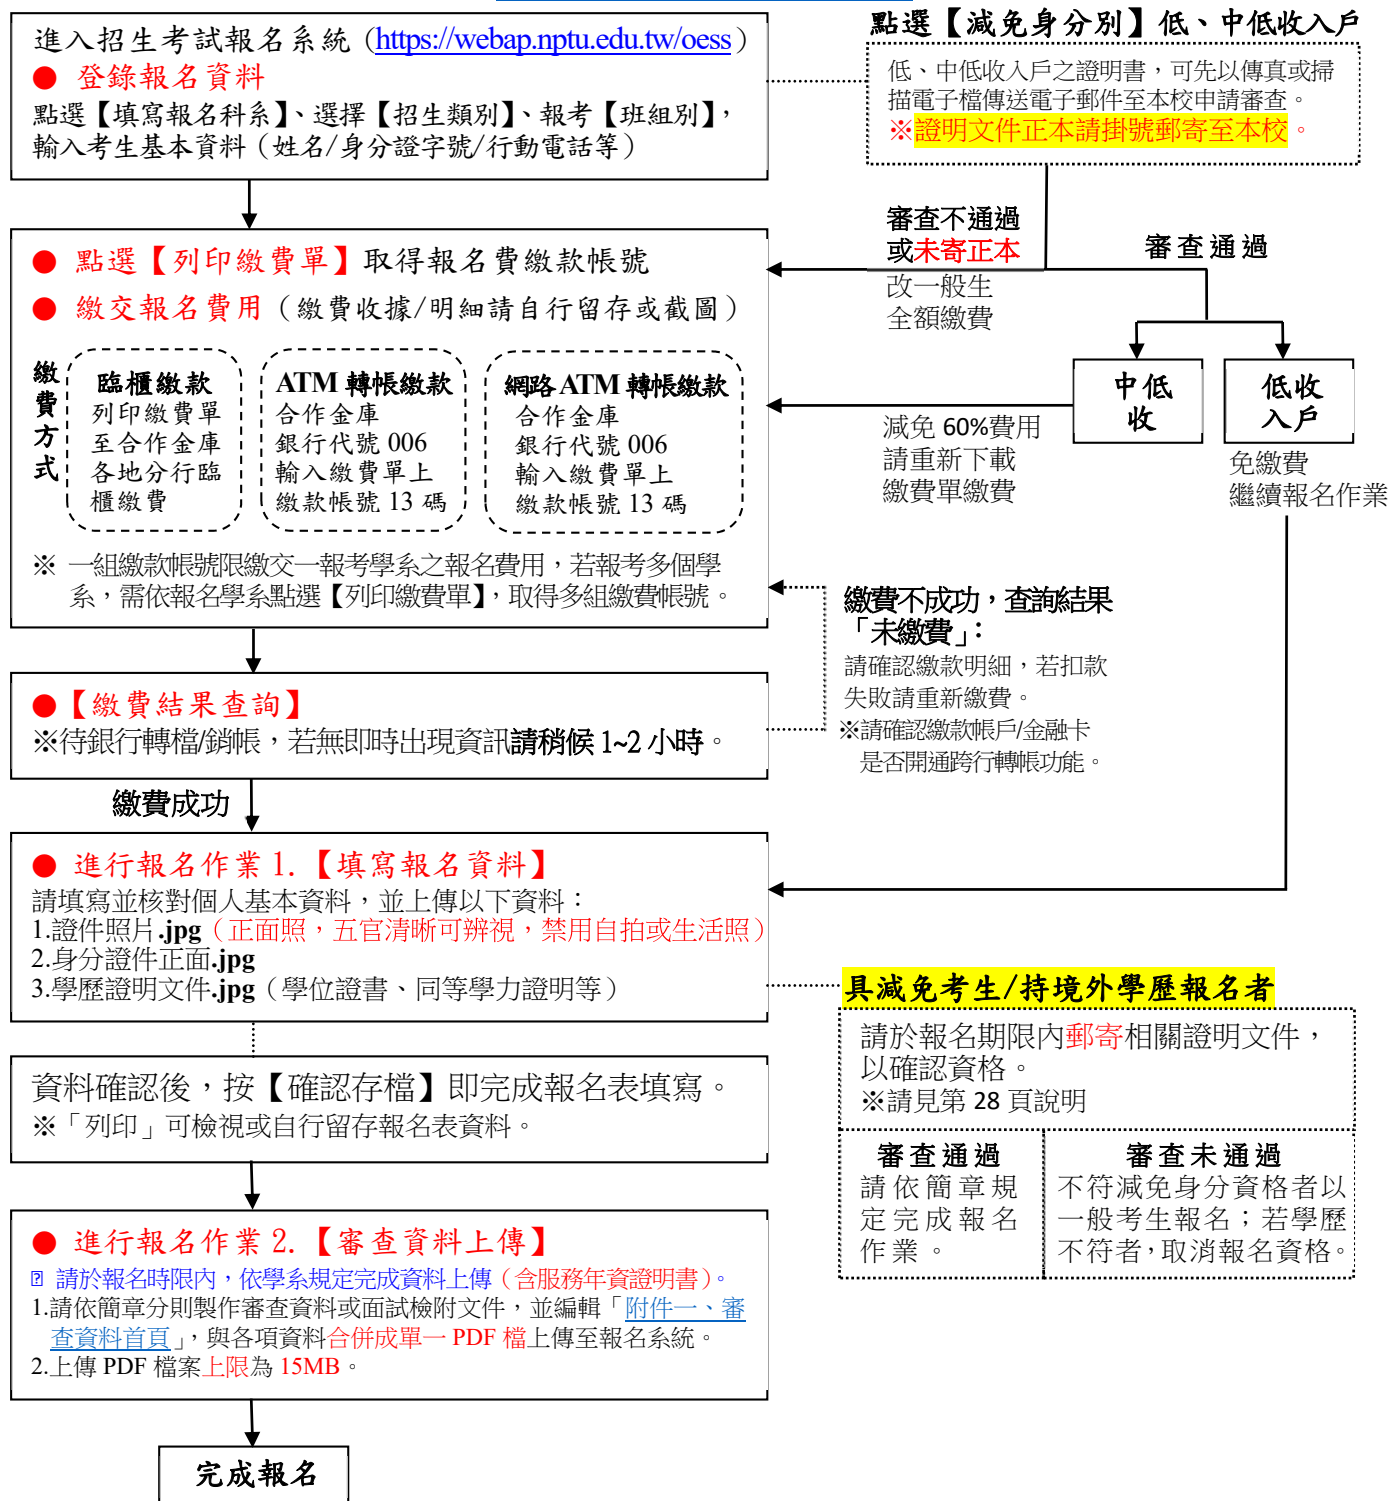 進入招生考試報名系統(https://webap.nptu.edu.tw/oess)
● 登錄報名資料
點選【填寫報名科系】、選擇【招生類別】、報考【班組別】,
輸入考生基本資料(姓名/身分證字號/行動電話等)
點選【減免身分別】低、中低收入戶
低、中低收入戶之證明書,可先以傳真或掃
描電子檔傳送電子郵件至本校申請審查。
※證明文件正本請掛號郵寄至本校。
審查不通過
或未寄正本
改一般生
全額繳費
審查通過
● 點選【列印繳費單】取得報名費繳款帳號
● 繳交報名費用(繳費收據/明細請自行留存或截圖)
繳費方式
臨櫃繳款
列印繳費單
至合作金庫
各地分行臨
櫃繳費
ATM 轉帳繳款
合作金庫
銀行代號 006
輸入繳費單上
繳款帳號 13 碼
網路 ATM 轉帳繳款
合作金庫
銀行代號 006
輸入繳費單上
繳款帳號 13 碼
※ 一組繳款帳號限繳交一報考學系之報名費用,若報考多個學
系,需依報名學系點選【列印繳費單】,取得多組繳費帳號。
中低
收
減免 60%費用
請重新下載
繳費單繳費
低收
入戶
免繳費
繼續報名作業
繳費不成功,查詢結果
「未繳費」:
請確認繳款明細,若扣款
失敗請重新繳費。
※請確認繳款帳戶/金融卡
是否開通跨行轉帳功能。
●【繳費結果查詢】
※待銀行轉檔/銷帳,若無即時出現資訊請稍候 1~2 小時。
繳費成功
● 進行報名作業 1.【填寫報名資料】
請填寫並核對個人基本資料,並上傳以下資料:
1.證件照片.jpg(正面照,五官清晰可辨視,禁用自拍或生活照)
2.身分證件正面.jpg
3.學歷證明文件.jpg(學位證書、同等學力證明等)
資料確認後,按【確認存檔】即完成報名表填寫。
※「列印」可檢視或自行留存報名表資料。
具減免考生/持境外學歷報名者
請於報名期限內郵寄相關證明文件,
以確認資格。
※請見第 28 頁說明
審查通過
請依簡章規
定完成報名
作業。
審查未通過
不符減免身分資格者以
一般考生報名;若學歷
不符者,取消報名資格。
● 進行報名作業 2.【審查資料上傳】
請於報名時限內,依學系規定完成資料上傳(含服務年資證明書)。
1.請依簡章分則製作審查資料或面試檢附文件,並編輯「附件一、審
查資料首頁」,與各項資料合併成單一 PDF 檔上傳至報名系統。
2.上傳 PDF 檔案上限為 15MB。
完成報名